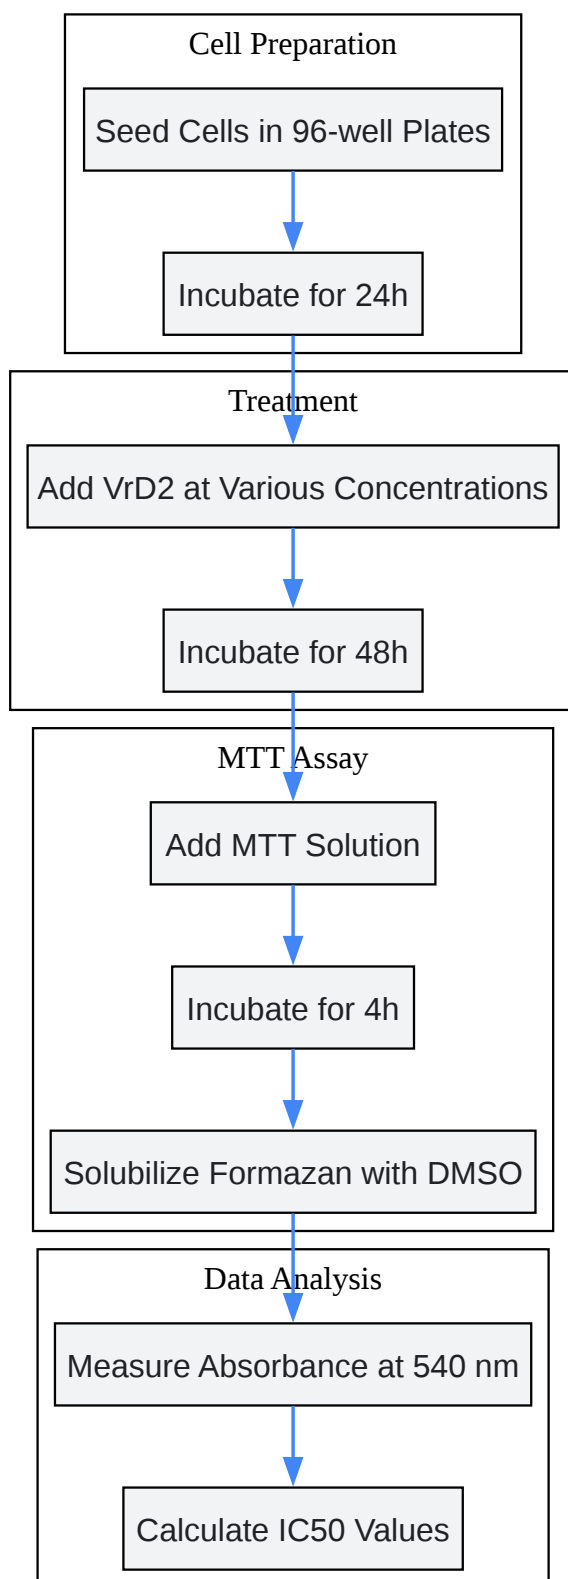 Cell Preparation
Seed Cells in 96-well Plates
Incubate for 24h
Treatment
Add VrD2 at Various Concentrations
Incubate for 48h
MTT Assay
Add MTT Solution
Incubate for 4h
Solubilize Formazan with DMSO
Data Analysis
Measure Absorbance at 540 nm
Calculate IC50 Values